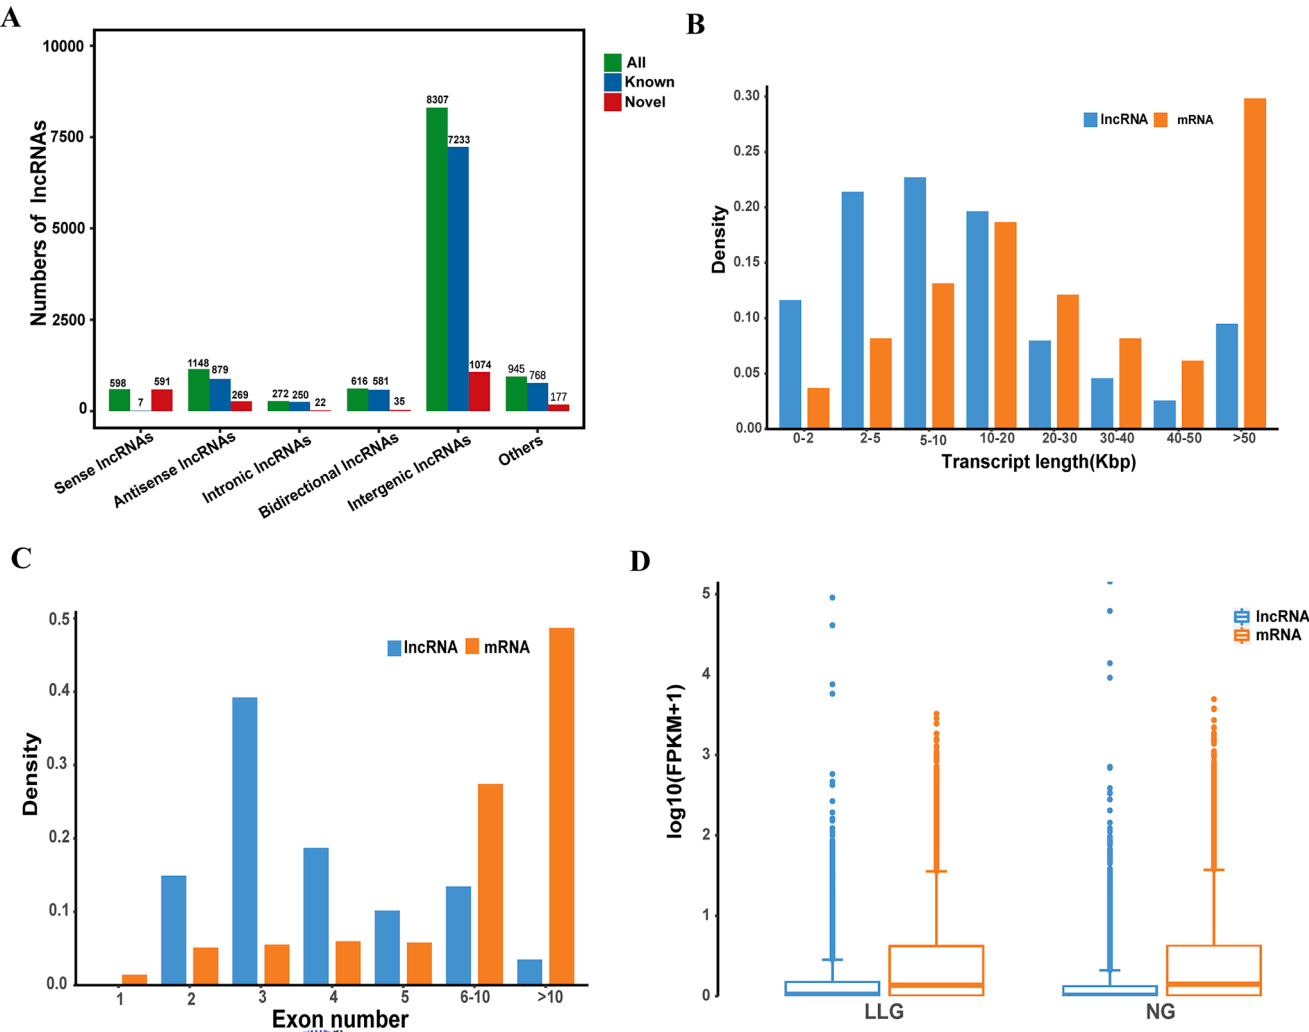 A
10000
7500
5000
2500
0
Numbers of lncRNAs
All
Known
Novel
598
7
591
1148
879
269
272
250
22
616
581
35
8307
7233
1074
945
768
177
Sense lncRNAs
Antisense lncRNAs
Intronic lncRNAs
Bidirectional lncRNAs
Intergenic lncRNAs
Others
B
0.30
0.25
0.20
0.15
0.10
0.05
0.00
Density
lncRNA
mRNA
0-2
2-5
5-10
10-20
20-30
30-40
40-50
>50
Transcript length(Kbp)
C
0.5
0.4
0.3
0.2
0.1
0.0
Density
lncRNA
mRNA
1
2
3
4
5
6-10
>10
Exon number
D
5
4
3
2
1
0
log10(FPKM+1)
lncRNA
mRNA
LLG
NG